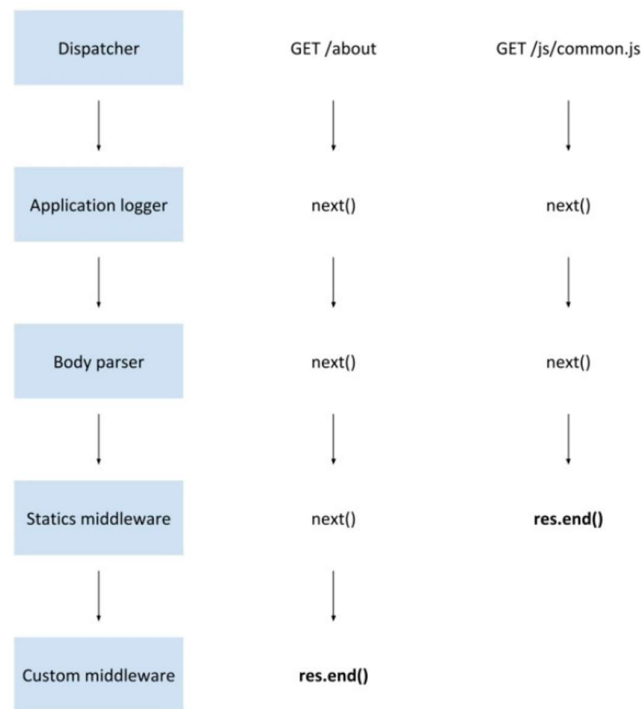 Dispatcher GET /about GET /js/common.js
Application logger next() next()
Body parser next() next()
Statics middleware next() res.end()
Custom middleware res.end()